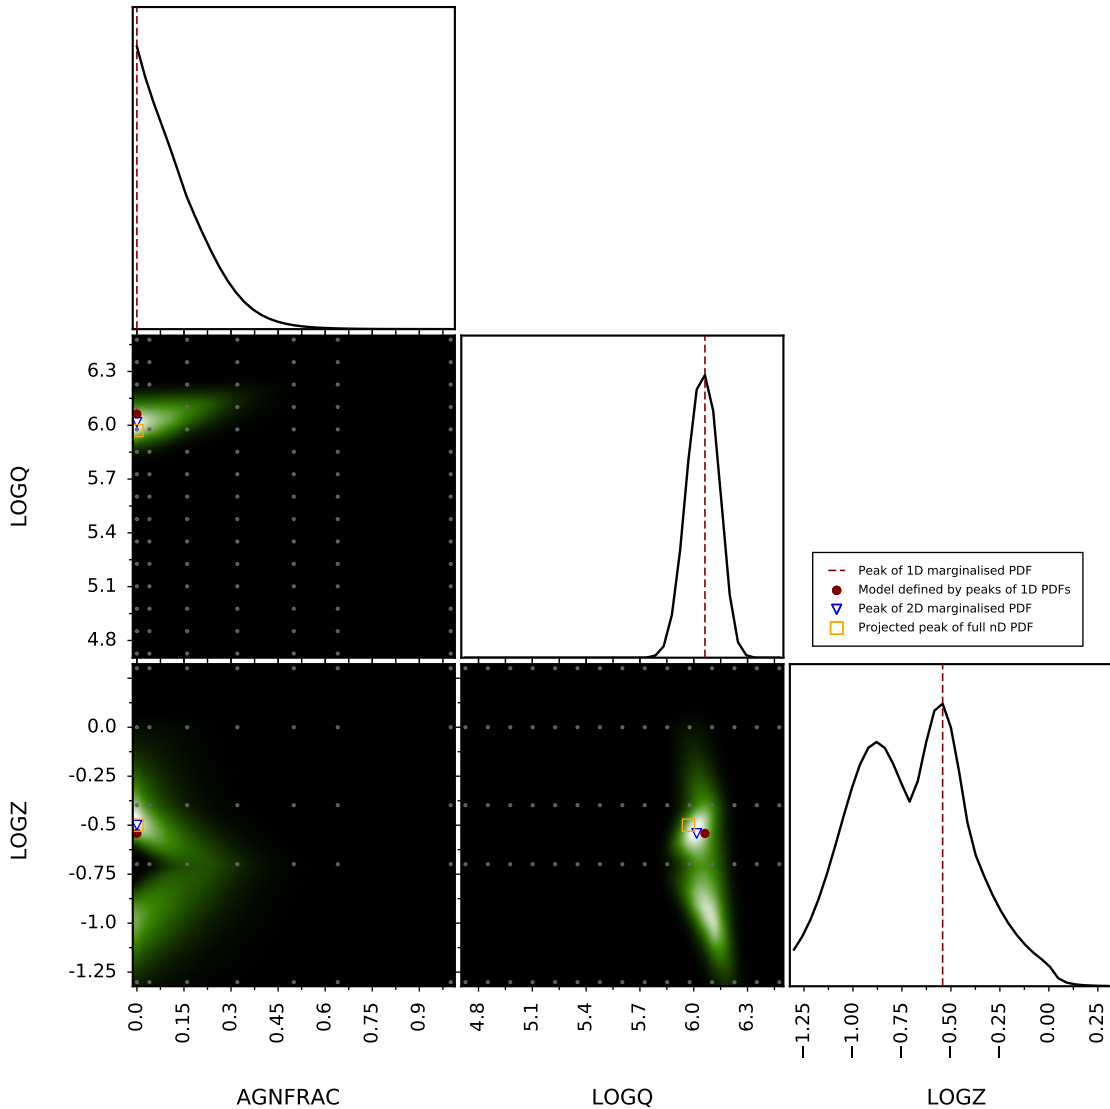 6.3
6.0
5.7
5.4
5.1
4.8
LOGQ
Peak of 1D marginalised PDF
Model defined by peaks of 1D PDFs
Peak of 2D marginalised PDF
Projected peak of full nD PDF
0.0
-0.25
-0.5
-0.75
-1.0
-1.25
LOGZ
0.0 0.15 0.3 0.45 0.6 0.75 0.9
4.8 5.1 5.4 5.7 6.0 6.3
−1.25 −1.00 −0.75 −0.50 −0.25 0.00 0.25
AGNFRAC LOGQ LOGZ